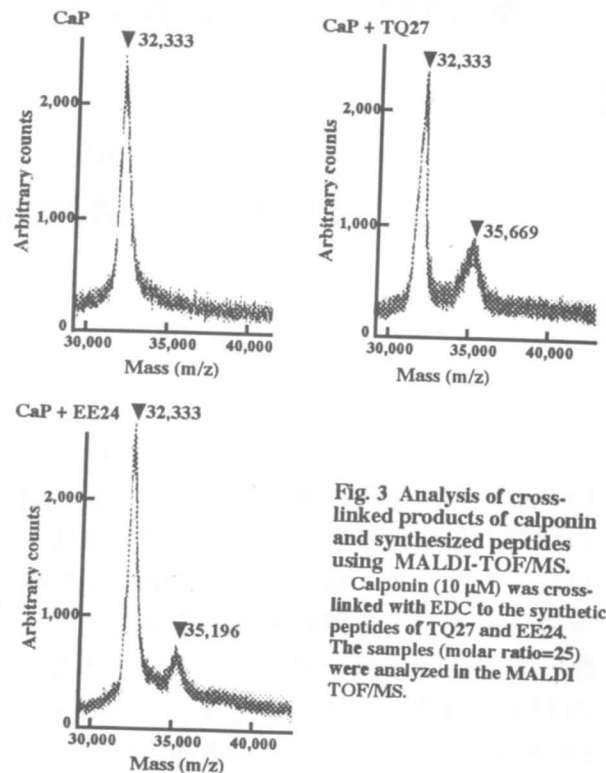 CaP
▼32,333
2,000
1,000
0
Arbitrary counts
30,000 35,000 40,000
Mass (m/z)
CaP + TQ27
▼32,333
2,000
1,000
0
▼35,669
Arbitrary counts
30,000 35,000 40,000
Mass (m/z)
CaP + EE24
▼32,333
2,000
1,000
0
▼35,196
Arbitrary counts
30,000 35,000 40,000
Mass (m/z)
Fig. 3 Analysis of cross-
linked products of calponin
and synthesized peptides
using MALDI-TOF/MS.
Calponin (10 μM) was cross-
linked with EDC to the synthetic
peptides of TQ27 and EE24.
The samples (molar ratio=25)
were analyzed in the MALDI
TOF/MS.